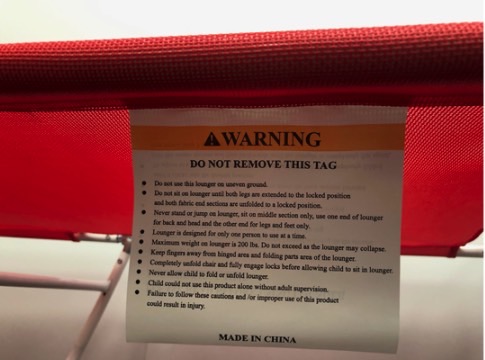 WARNING
DO NOT REMOVE THIS TAG
Do not use this lounger on uneven ground.
Do not sit on lounger until both legs are extended to the locked position
and both fabric end sections are unfolded to a locked position.
Never stand or jump on lounger, sit on middle section only, use one end of lounger
for back and head and the other end for legs and feet only.
Lounger is designed for only one person to use at a time.
Maximum weight on lounger is 200 lbs. Do not exceed as the lounger may collapse.
Keep fingers away from hinged area and folding parts area of the lounger.
Completely unfold chair and fully engage locks before allowing child to sit in lounger.
Never allow child to fold or unfold lounger.
Child could not use this product alone without adult supervision.
Failure to follow these cautions and /or improper use of this product
sould result in injury.
MADE IN CHINA